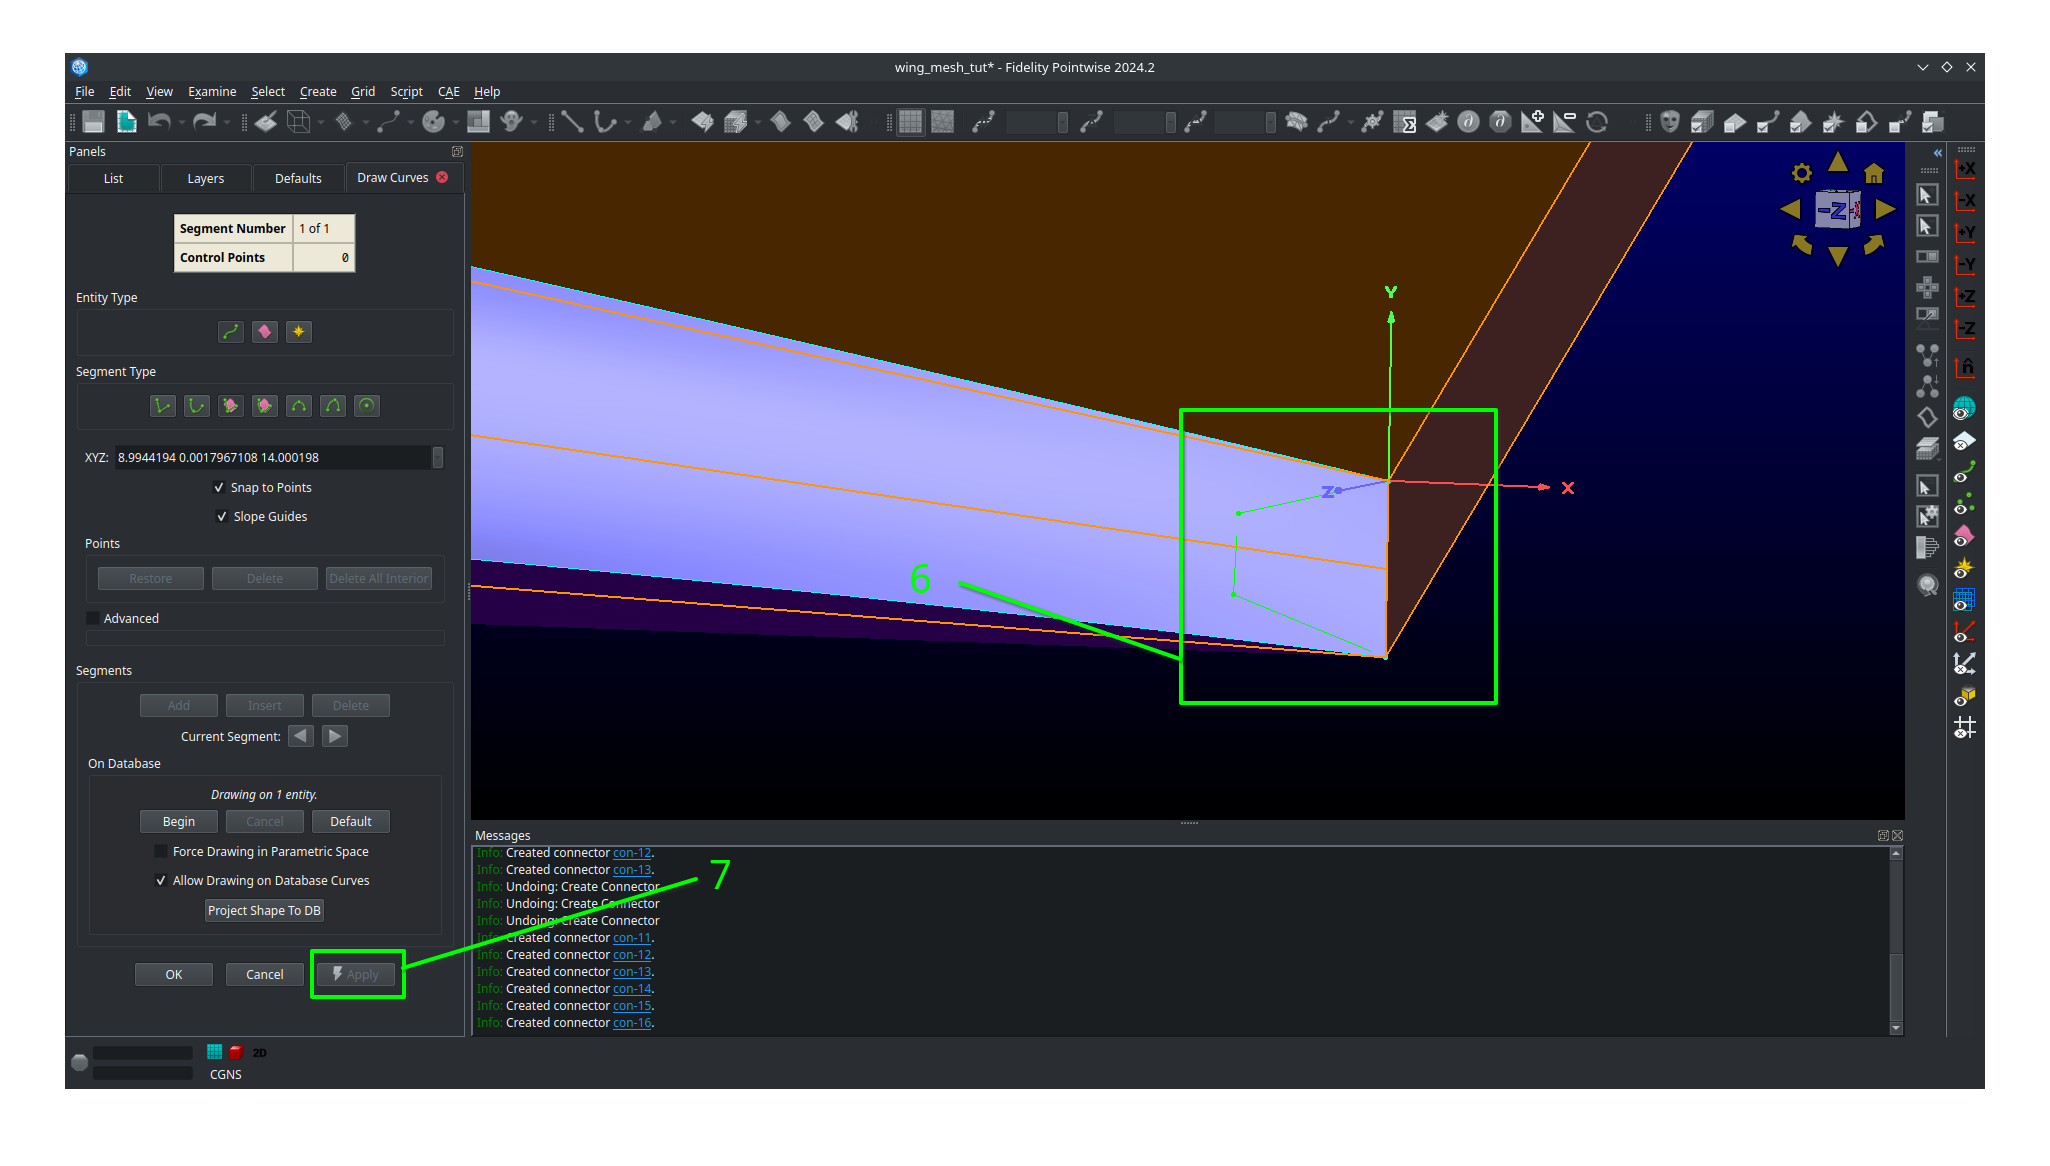 wing_mesh_tut* - Fidelity Pointwise 2024.2
File Edit View Examine Select Create Grid Script CAE Help
Panels
List Layers Defaults Draw Curves
Segment Number 1 of 1
Control Points 0
Entity Type
Segment Type
XYZ: 8.9944194 0.0017967108 14.000198
Snap to Points
Slope Guides
Points
Restore Delete Delete All Interior
Advanced
Segments
Add Insert Delete
Current Segment:
On Database
Drawing on 1 entity.
Begin Cancel Default
Force Drawing in Parametric Space
Allow Drawing on Database Curves
Project Shape To DB
OK Cancel Apply
CGNS
2D
Y
Z
X
6
7
-Z
Messages
Info: Created connector con-12.
Info: Created connector con-13.
Info: Undoing: Create Connector
Info: Undoing: Create Connector
Info: Undoing: Create Connector
Info: Created connector con-11.
Info: Created connector con-12.
Info: Created connector con-13.
Info: Created connector con-14.
Info: Created connector con-15.
Info: Created connector con-16.
+X
-X
+Y
-Y
+Z
-Z
n̂